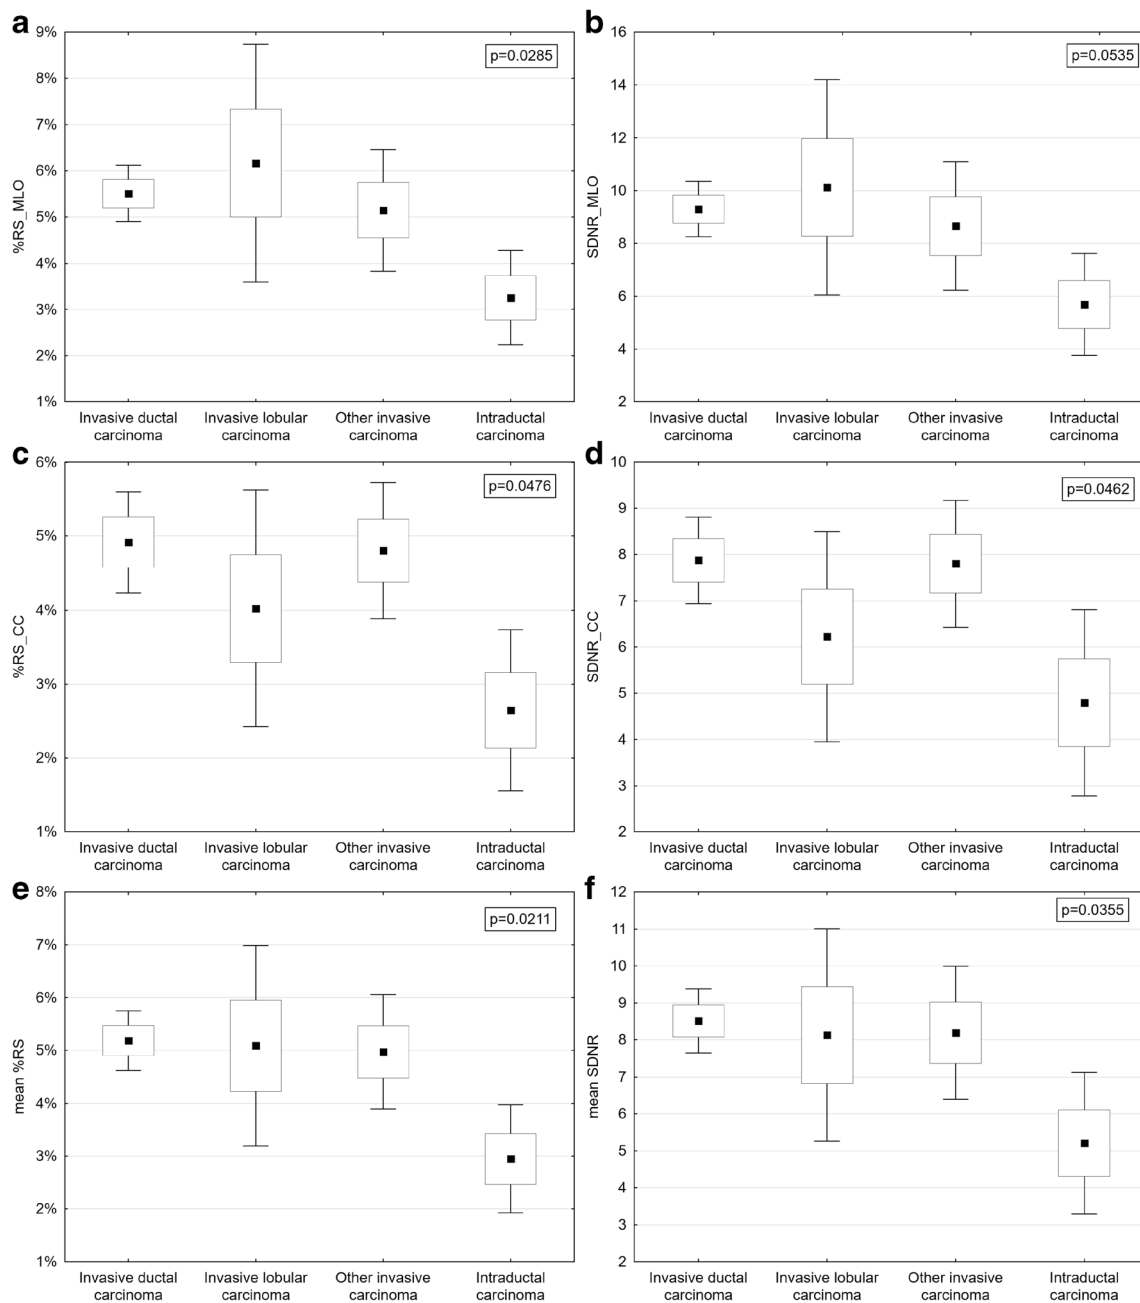 a
9%
8%
7%
6%
5%
4%
3%
2%
1%
%RS_MLO
p=0.0285
Invasive ductal carcinoma
Invasive lobular carcinoma
Other invasive carcinoma
Intraductal carcinoma
b
16
14
12
10
8
6
4
2
SDNR_MLO
p=0.0535
Invasive ductal carcinoma
Invasive lobular carcinoma
Other invasive carcinoma
Intraductal carcinoma
c
6%
5%
4%
3%
2%
1%
%RS_CC
p=0.0476
Invasive ductal carcinoma
Invasive lobular carcinoma
Other invasive carcinoma
Intraductal carcinoma
d
10
9
8
7
6
5
4
3
2
SDNR_CC
p=0.0462
Invasive ductal carcinoma
Invasive lobular carcinoma
Other invasive carcinoma
Intraductal carcinoma
e
8%
7%
6%
5%
4%
3%
2%
1%
mean %RS
p=0.0211
Invasive ductal carcinoma
Invasive lobular carcinoma
Other invasive carcinoma
Intraductal carcinoma
f
12
11
10
9
8
7
6
5
4
3
2
mean SDNR
p=0.0355
Invasive ductal carcinoma
Invasive lobular carcinoma
Other invasive carcinoma
Intraductal carcinoma